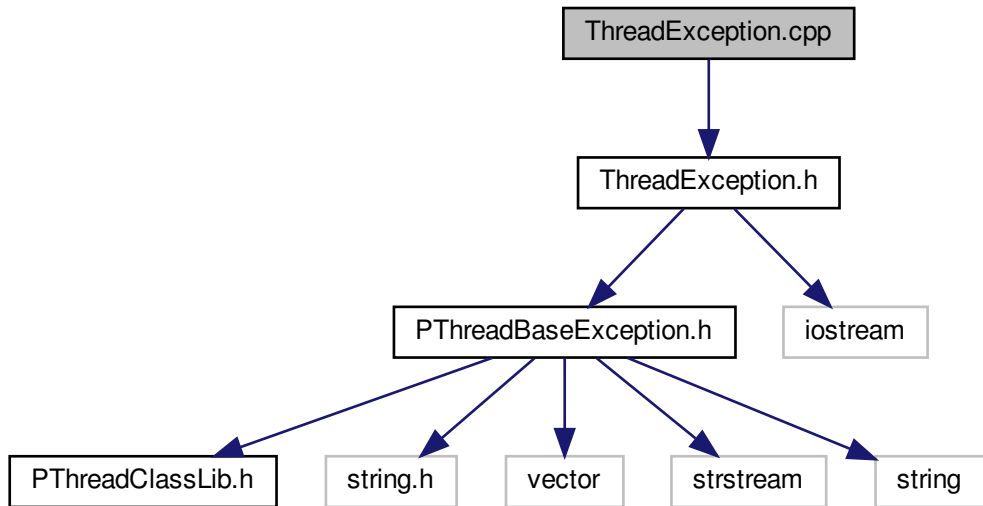 ThreadException.cpp
ThreadException.h
PThreadBaseException.h
iostream
PThreadClassLib.h
string.h
vector
strstream
string